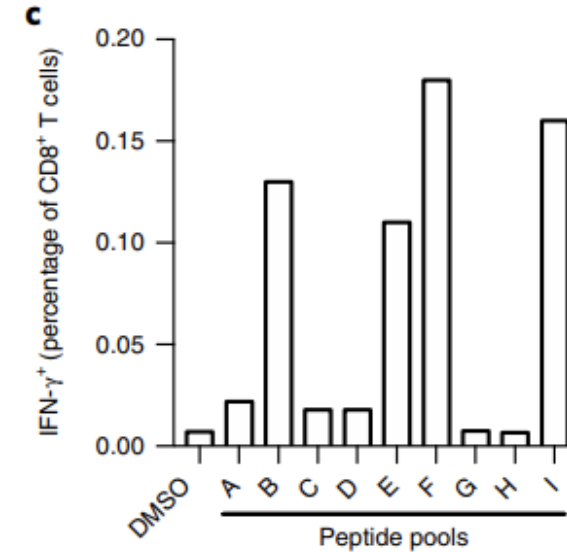 c
IFN-γ⁺ (percentage of CD8⁺ T cells)
0.20
0.15
0.10
0.05
0.00
DMSO A B C D E F G H I
Peptide pools